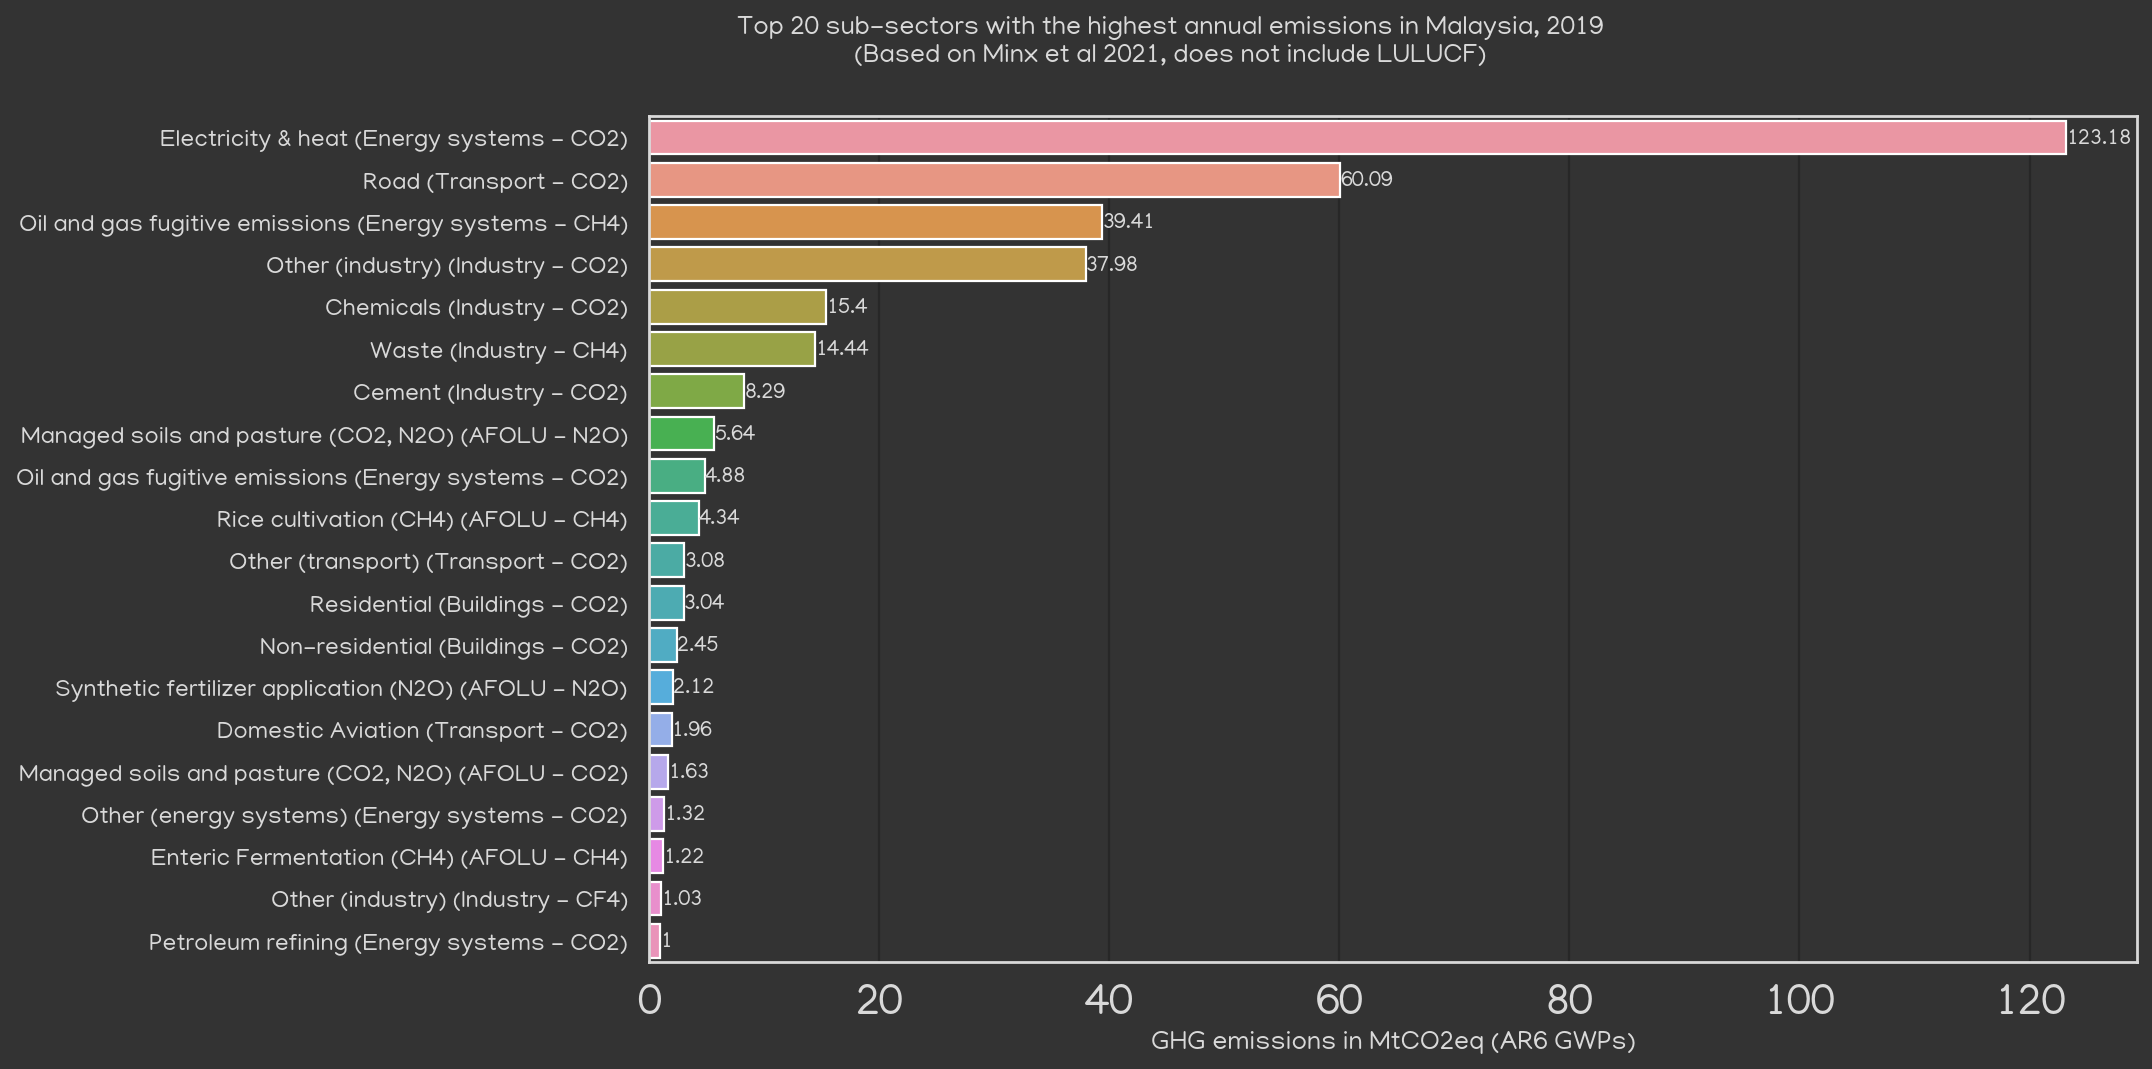 Top 20 sub-sectors with the highest annual emissions in Malaysia, 2019
(Based on Minx et al 2021, does not include LULUCF)
Electricity & heat (Energy systems - CO2) 123.18
Road (Transport - CO2) 60.09
Oil and gas fugitive emissions (Energy systems - CH4) 39.41
Other (industry) (Industry - CO2) 37.98
Chemicals (Industry - CO2) 15.4
Waste (Industry - CH4) 14.44
Cement (Industry - CO2) 8.29
Managed soils and pasture (CO2, N2O) (AFOLU - N2O) 5.64
Oil and gas fugitive emissions (Energy systems - CO2) 4.88
Rice cultivation (CH4) (AFOLU - CH4) 4.34
Other (transport) (Transport - CO2) 3.08
Residential (Buildings - CO2) 3.04
Non-residential (Buildings - CO2) 2.45
Synthetic fertilizer application (N2O) (AFOLU - N2O) 2.12
Domestic Aviation (Transport - CO2) 1.96
Managed soils and pasture (CO2, N2O) (AFOLU - CO2) 1.63
Other (energy systems) (Energy systems - CO2) 1.32
Enteric Fermentation (CH4) (AFOLU - CH4) 1.22
Other (industry) (Industry - CF4) 1.03
Petroleum refining (Energy systems - CO2) 1
0 20 40 60 80 100 120
GHG emissions in MtCO2eq (AR6 GWPs)